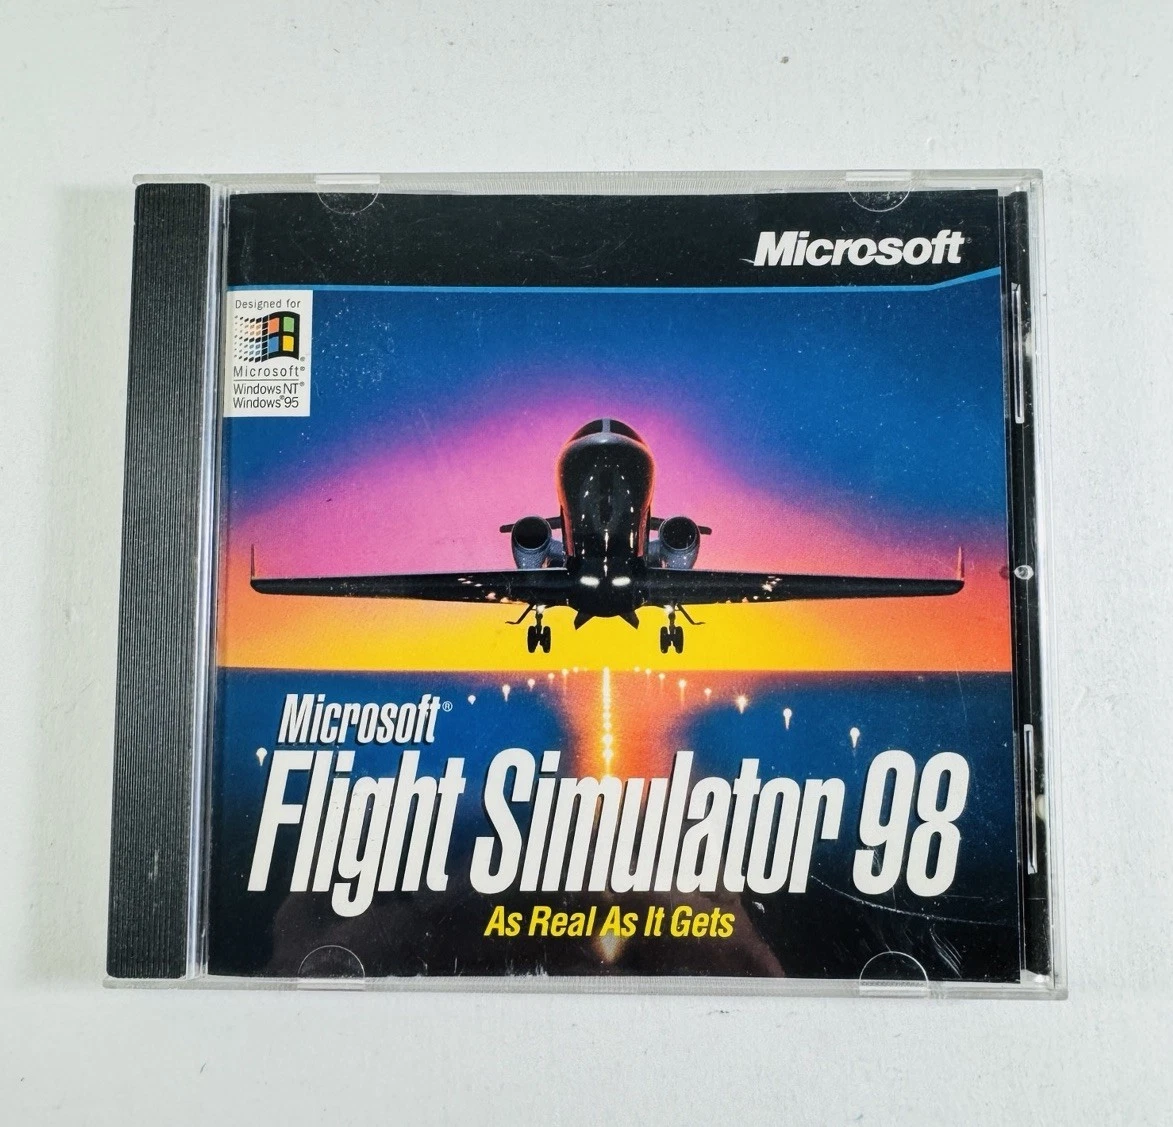 Microsoft
Designed for
Microsoft®
Windows NT®
Windows®95
Microsoft®
Flight Simulator 98
As Real As It Gets